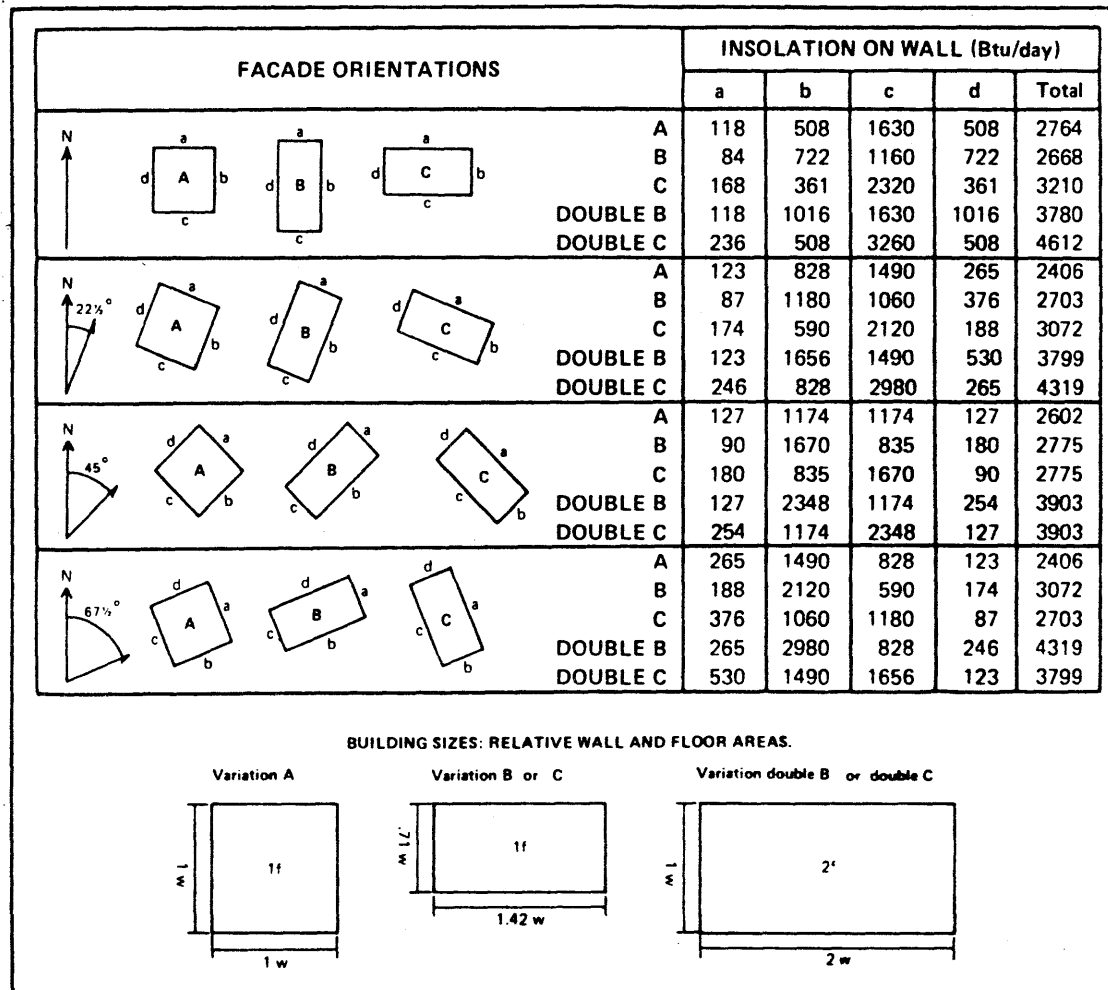 FACADE ORIENTATIONS
INSOLATION ON WALL (Btu/day)
a b c d Total
N
a
d A b
c
a
d B b
c
a
d C b
c
A 118 508 1630 508 2764
B 84 722 1160 722 2668
C 168 361 2320 361 3210
DOUBLE B 118 1016 1630 1016 3780
DOUBLE C 236 508 3260 508 4612
N
22½°
a
d A b
c
a
d B b
c
a
d C b
c
A 123 828 1490 265 2406
B 87 1180 1060 376 2703
C 174 590 2120 188 3072
DOUBLE B 123 1656 1490 530 3799
DOUBLE C 246 828 2980 265 4319
N
45°
d a
A
c b
d a
B
c b
d a
C
c b
A 127 1174 1174 127 2602
B 90 1670 835 180 2775
C 180 835 1670 90 2775
DOUBLE B 127 2348 1174 254 3903
DOUBLE C 254 1174 2348 127 3903
N
67½°
d
c A a
b
d
c B a
b
d
c C a
b
A 265 1490 828 123 2406
B 188 2120 590 174 3072
C 376 1060 1180 87 2703
DOUBLE B 265 2980 828 246 4319
DOUBLE C 530 1490 1656 123 3799
BUILDING SIZES: RELATIVE WALL AND FLOOR AREAS.
Variation A
1 w
1f
1 w
Variation B or C
.71 w
1f
1.42 w
Variation double B or double C
1 w
2 w